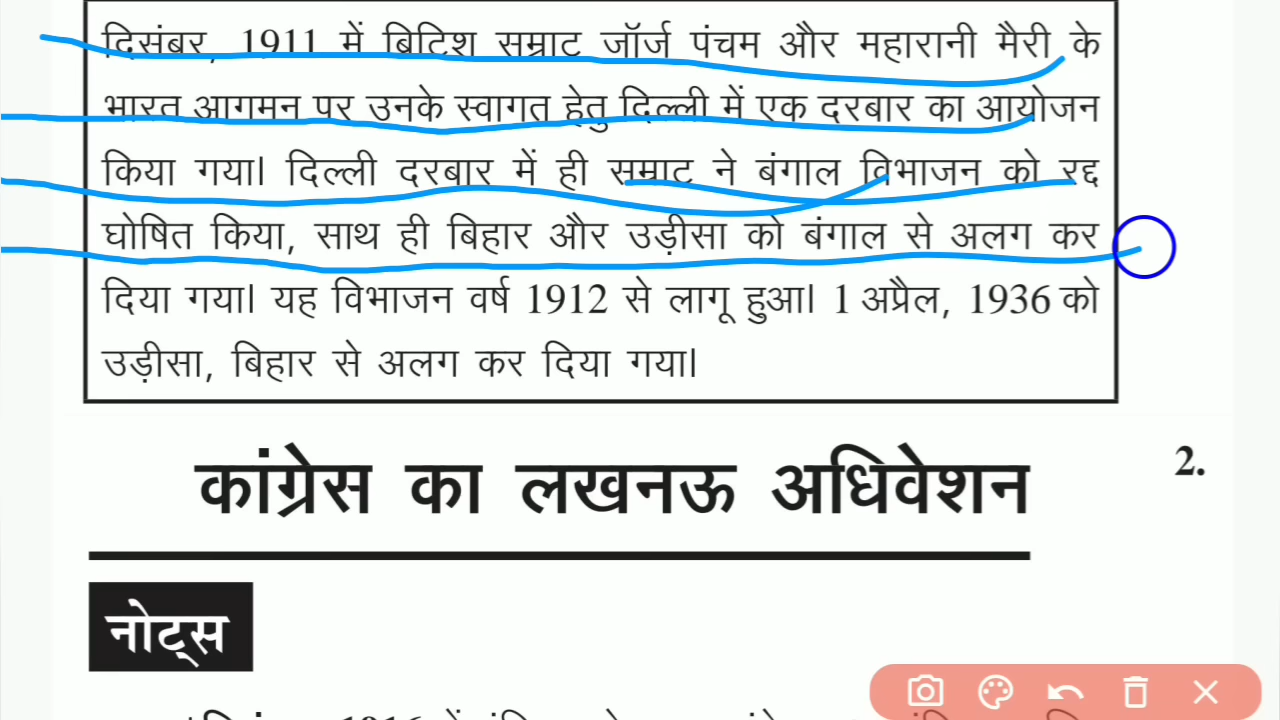 दिसंबर, 1911 में ब्रिटिश सम्राट जॉर्ज पंचम और महारानी मैरी के
भारत आगमन पर उनके स्वागत हेतु दिल्ली में एक दरबार का आयोजन
किया गया। दिल्ली दरबार में ही सम्राट ने बंगाल विभाजन को रद्द
घोषित किया, साथ ही बिहार और उड़ीसा को बंगाल से अलग कर
दिया गया। यह विभाजन वर्ष 1912 से लागू हुआ। 1 अप्रैल, 1936 को
उड़ीसा, बिहार से अलग कर दिया गया।
कांग्रेस का लखनऊ अधिवेशन
2.
नोट्स
1916 में